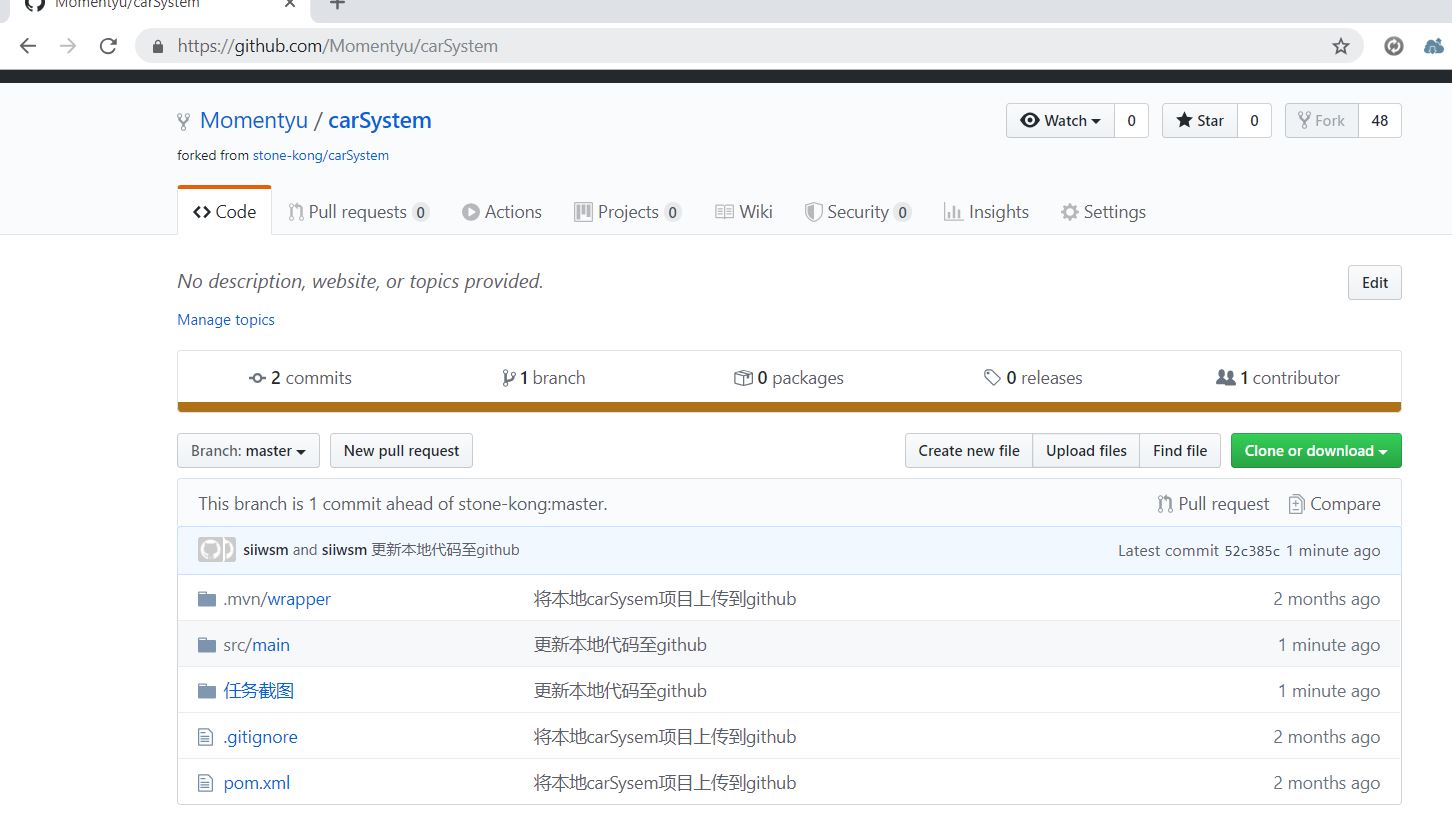 Momentyu/carSystem
https://github.com/Momentyu/carSystem
Momentyu / carSystem
Watch 0 Star 0 Fork 48
forked from stone-kong/carSystem
Code Pull requests 0 Actions Projects 0 Wiki Security 0 Insights Settings
No description, website, or topics provided. Edit
Manage topics
2 commits 1 branch 0 packages 0 releases 1 contributor
Branch: master New pull request Create new file Upload files Find file Clone or download
This branch is 1 commit ahead of stone-kong:master. Pull request Compare
siiwsm and siiwsm 更新本地代码至github Latest commit 52c385c 1 minute ago
.mvn/wrapper 将本地carSysem项目上传到github 2 months ago
src/main 更新本地代码至github 1 minute ago
任务截图 更新本地代码至github 1 minute ago
.gitignore 将本地carSysem项目上传到github 2 months ago
pom.xml 将本地carSysem项目上传到github 2 months ago